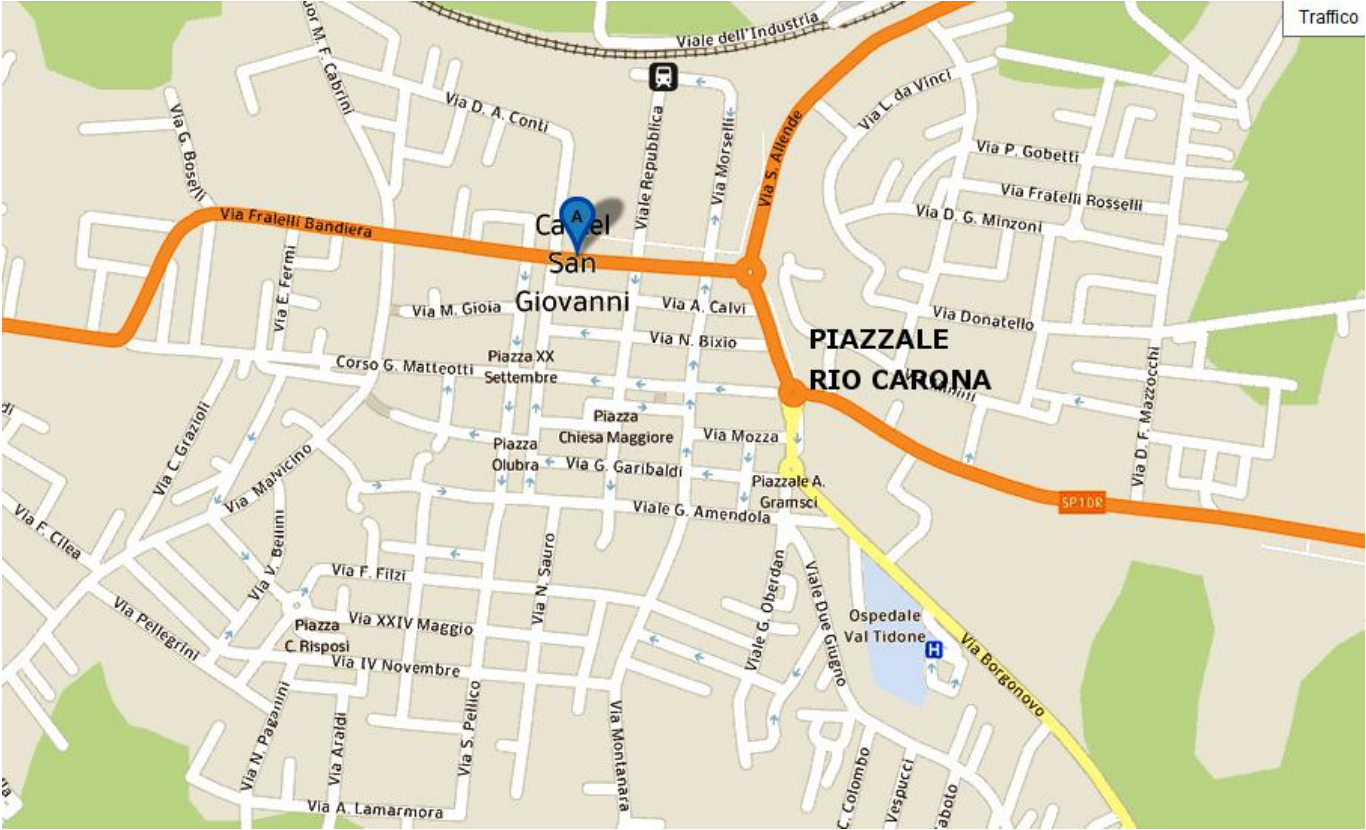 Traffico
Viale dell'Industria
Via D. A. Conti
Via G. Boselli
M. F. Cabrini
Viale Repubblica
Via Morselli
Via S. Allende
Via L. da Vinci
Via P. Gobetti
Via Fratelli Rosselli
Via D. G. Minzoni
A
San
Giovanni
Via Fratelli Bandiera
Via E. Fermi
Via M. Gioia
Via A. Calvi
Via N. Bixio
Via Donatello
PIAZZALE
RIO CARONA
Corso G. Matteotti
Piazza XX
Settembre
Via D. F. Mazzocchi
Via C. Grazioli
Via Malvicino
Piazza
Chiesa Maggiore
Via Mozza
Piazza
Olubra
Via G. Garibaldi
Piazzale A.
Gramsci
Viale G. Amendola
SP10R
Via F. Cilea
Via V. Bellini
Via F. Filzi
Via N. Sauro
Via XXIV Maggio
Piazza
C. Risposi
Via IV Novembre
Via Pellegrini
Viale G. Oberdan
Viale Due Giugno
Ospedale
Val Tidone
H
Via Borgonovo
Via N. Paganini
Via Araldi
Via S. Pellico
Via Montanara
Via A. Lamarmora
C. Colombo
Vespucci